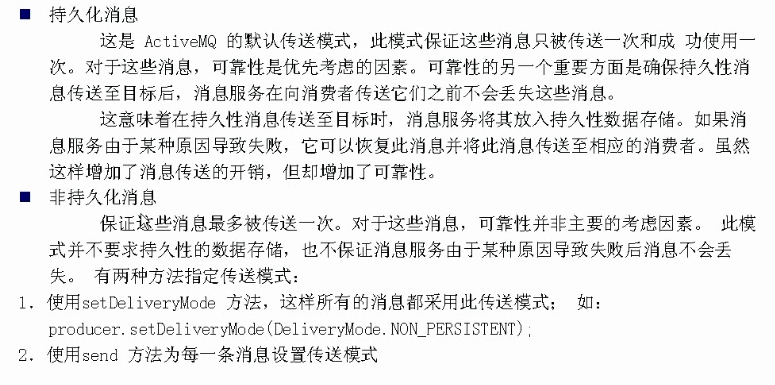 ■ 持久化消息
这是 ActiveMQ 的默认传送模式，此模式保证这些消息只被传送一次和成 功使用一
次。对于这些消息，可靠性是优先考虑的因素。可靠性的另一个重要方面是确保持久性消
息传送至目标后，消息服务在向消费者传送它们之前不会丢失这些消息。
这意味着在持久性消息传送至目标时，消息服务将其放入持久性数据存储。如果消
息服务由于某种原因导致失败，它可以恢复此消息并将此消息传送至相应的消费者。虽然
这样增加了消息传送的开销，但却增加了可靠性。
■ 非持久化消息
保证这些消息最多被传送一次。对于这些消息，可靠性并非主要的考虑因素。 此模
式并不要求持久性的数据存储，也不保证消息服务由于某种原因导致失败后消息不会丢
失。 有两种方法指定传送模式：
1. 使用setDeliveryMode 方法，这样所有的消息都采用此传送模式； 如：
producer.setDeliveryMode(DeliveryMode.NON_PERSISTENT);
2. 使用send 方法为每一条消息设置传送模式